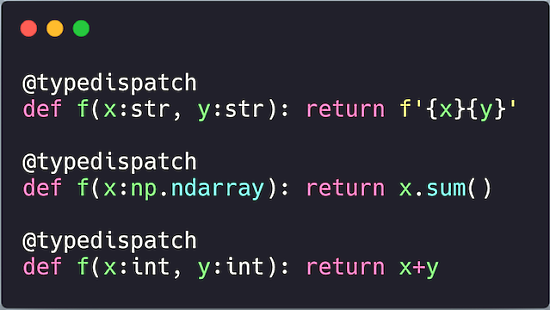 @typedispatch
def f(x:str, y:str): return f'{x}{y}'
@typedispatch
def f(x:np.ndarray): return x.sum()
@typedispatch
def f(x:int, y:int): return x+y